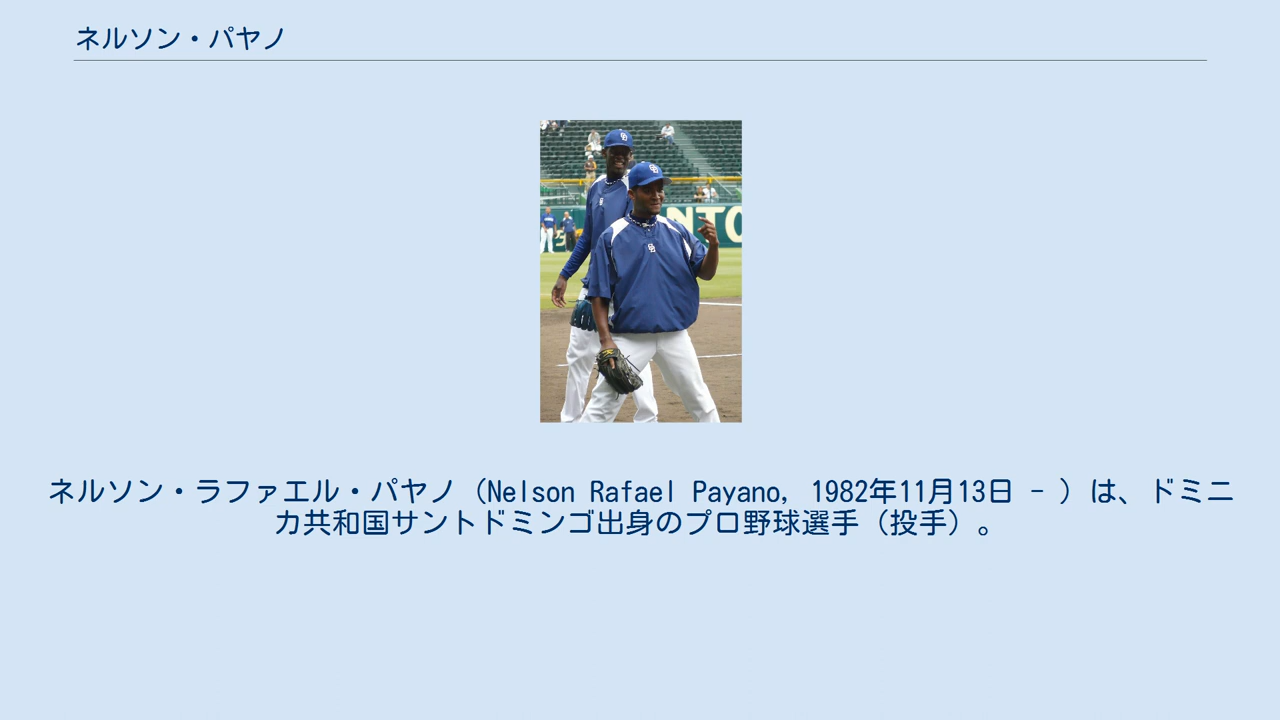 ネルソン・パヤノ
NTO
ネルソン・ラファエル・パヤノ（Nelson Rafael Payano, 1982年11月13日 - ）は、ドミニ
カ共和国サントドミンゴ出身のプロ野球選手（投手）。